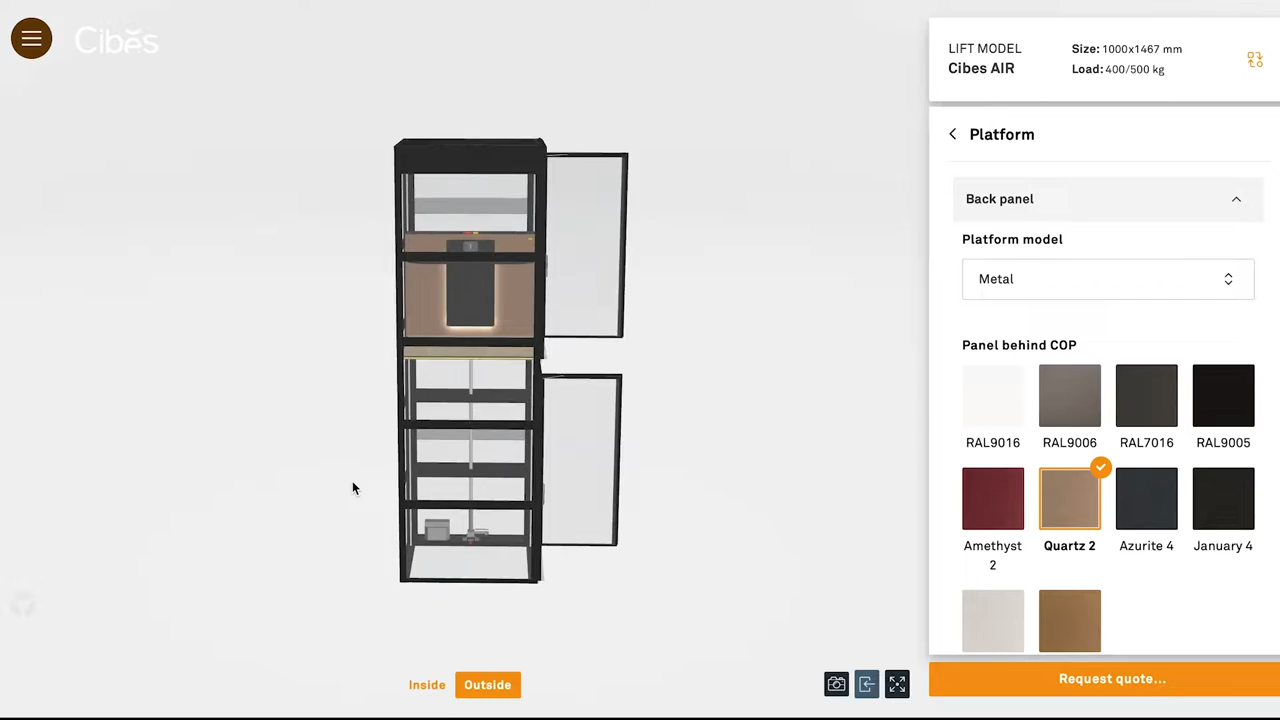 Cibes
LIFT MODEL
Cibes AIR
Size: 1000x1467 mm
Load: 400/500 kg
Platform
Back panel
Platform model
Metal
Panel behind COP
RAL9016
RAL9006
RAL7016
RAL9005
Amethyst
2
Quartz 2
Azurite 4
January 4
Inside
Outside
Request quote...